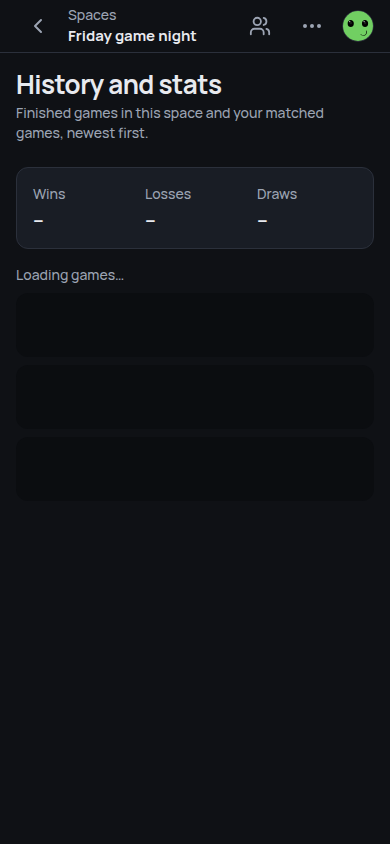 Spaces
Friday game night
History and stats
Finished games in this space and your matched
games, newest first.
Wins
Losses
Draws
–
–
–
Loading games…